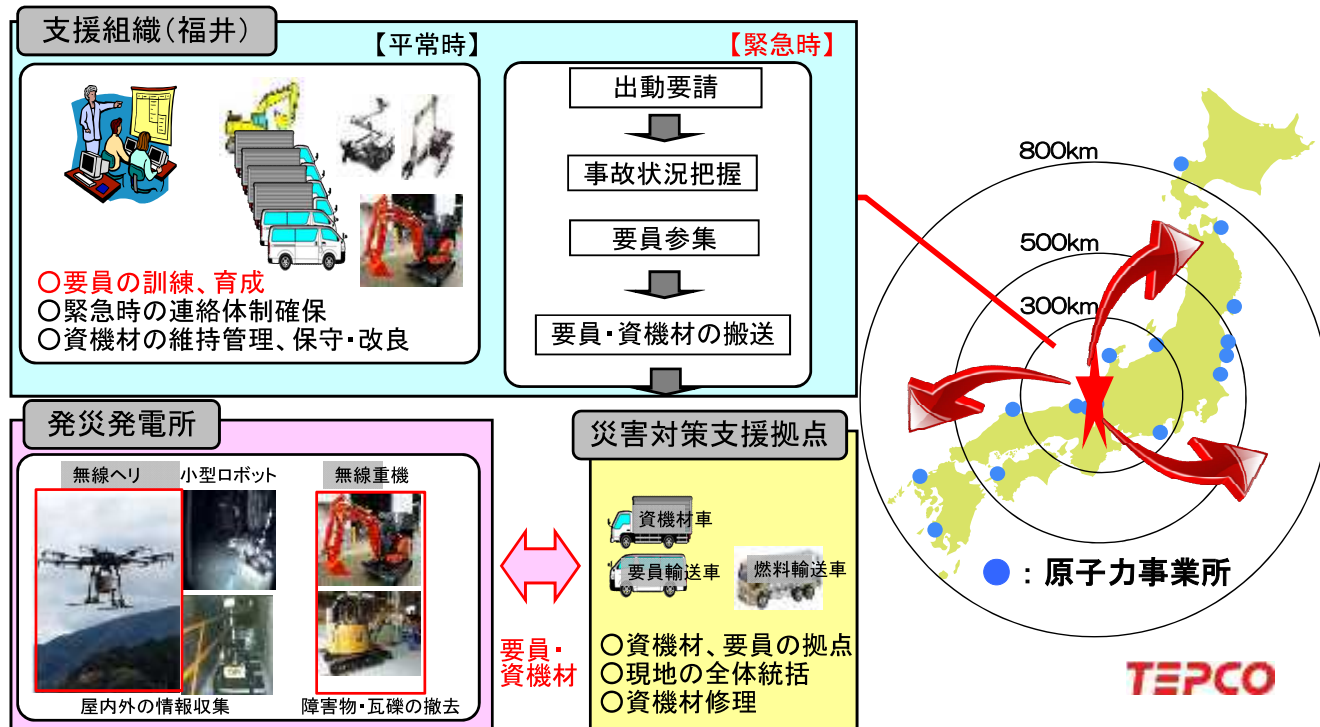 支援組織(福井)
【平常時】
【緊急時】
○要員の訓練、育成
○緊急時の連絡体制確保
○資機材の維持管理、保守・改良
出動要請
事故状況把握
要員参集
要員・資機材の搬送
発災発電所
無線ヘリ
小型ロボット
無線重機
屋内外の情報収集
障害物・瓦礫の撤去
要員・
資機材
災害対策支援拠点
資機材車
要員輸送車
燃料輸送車
○資機材、要員の拠点
○現地の全体統括
○資機材修理
800km
500km
300km
:原子力事業所
TEPCO